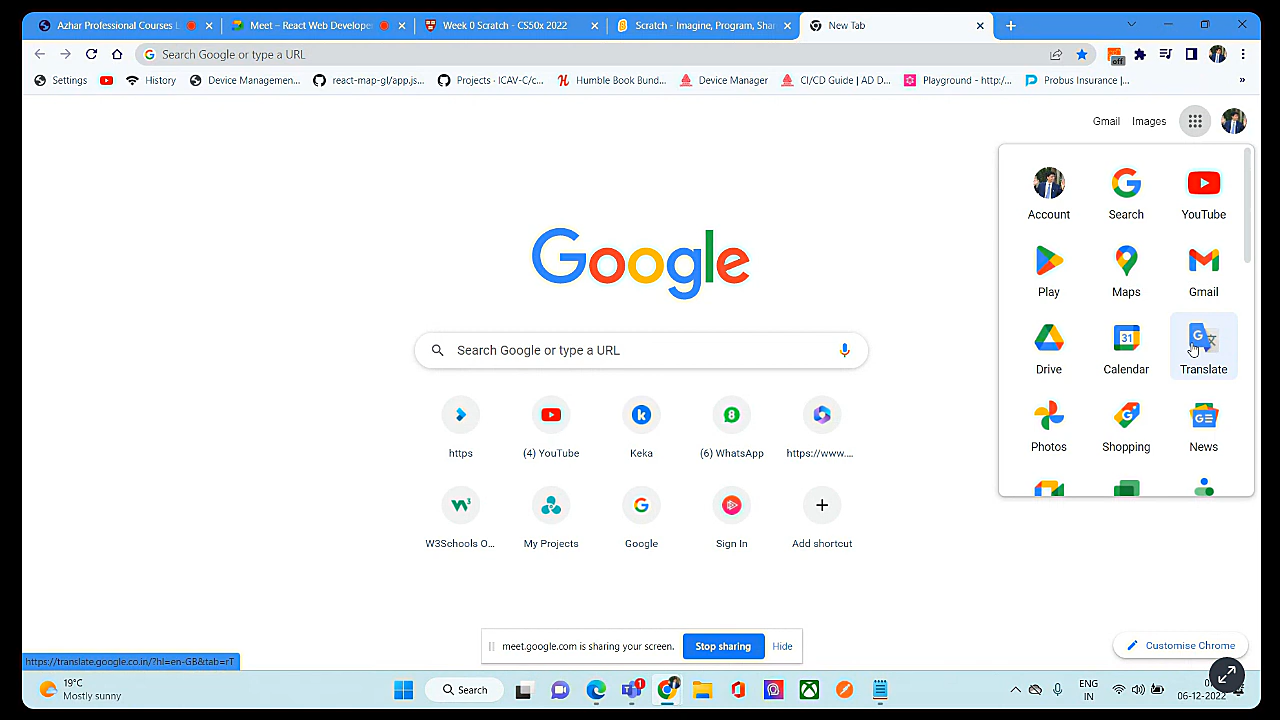 Azhar Professional Courses L
Meet – React Web Develope
Week 0 Scratch - CS50x 2022
Scratch - Imagine, Program, Shar
New Tab
Search Google or type a URL
off
Settings
History
Device Managemen...
react-map-gl/app.js...
Projects · ICAV-C/C...
Humble Book Bund...
Device Manager
CI/CD Guide | AD D...
Playground - http:/...
Probus Insurance |...
»
Gmail
Images
Account
Search
YouTube
Play
Maps
Gmail
31
Drive
Calendar
Translate
Photos
Shopping
News
Google
Search Google or type a URL
https
(4) YouTube
Keka
(6) WhatsApp
https://www....
W3Schools O...
My Projects
Google
Sign In
Add shortcut
meet.google.com is sharing your screen.
Stop sharing
Hide
Customise Chrome
https://translate.google.co.in/?hl=en-GB&tab=rT
19°C
Mostly sunny
Search
ENG
IN
06-12-2022